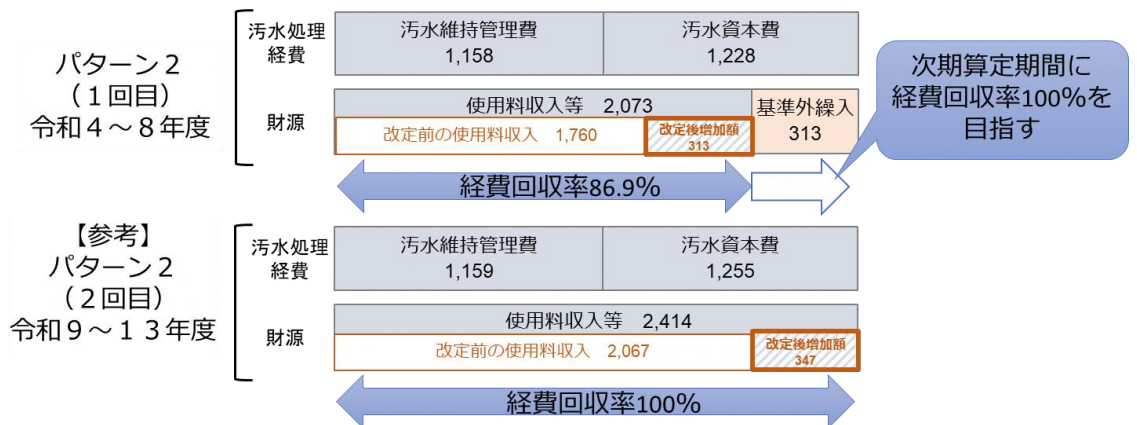 パターン２
（１回目）
令和４～８年度
汚水処理
経費
汚水維持管理費
1,158
汚水資本費
1,228
財源
使用料収入等　2,073
改定前の使用料収入　1,760
改定後増加額
313
基準外繰入
313
経費回収率86.9％
次期算定期間に
経費回収率100％を
目指す
【参考】
パターン２
（２回目）
令和９～１３年度
汚水処理
経費
汚水維持管理費
1,159
汚水資本費
1,255
財源
使用料収入等　2,414
改定前の使用料収入　2,067
改定後増加額
347
経費回収率100％